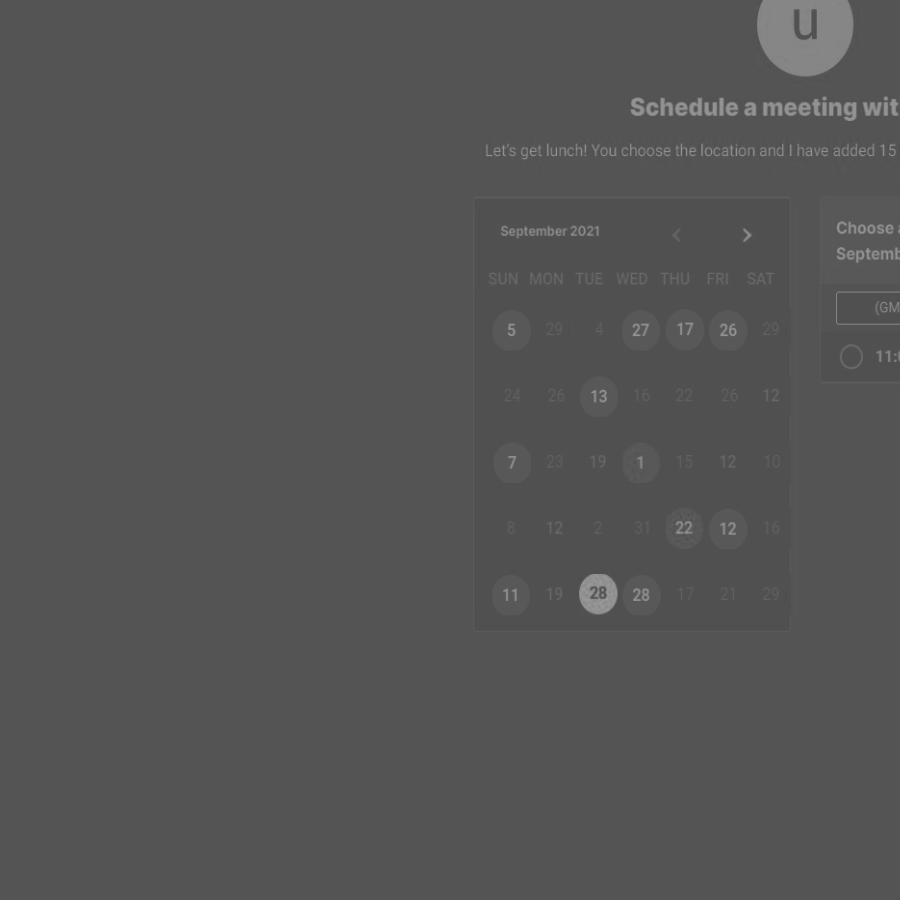 u
Schedule a meeting wit
Let's get lunch! You choose the location and I have added 15
September 2021
SUN MON TUE WED THU FRI SAT
5 29 4 27 17 26 29
24 26 13 16 22 26 12
7 23 19 1 15 12 10
8 12 2 31 22 12 16
11 19 28 28 17 21 29
Choose
Septemb
(GM
11: